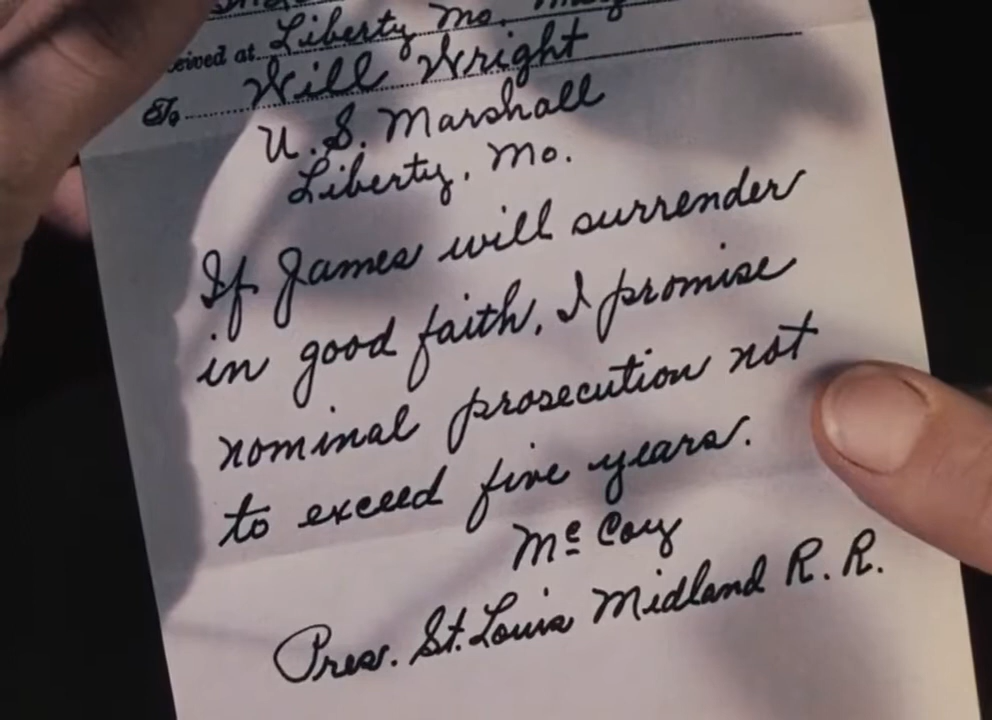 Liberty Mo.
eived at
Will Wright
To
U. S. Marshall
Liberty, Mo.
If James will surrender
in good faith, I promise
nominal prosecution not
to exceed five years.
McCoy
Pres. St. Louis Midland R. R.